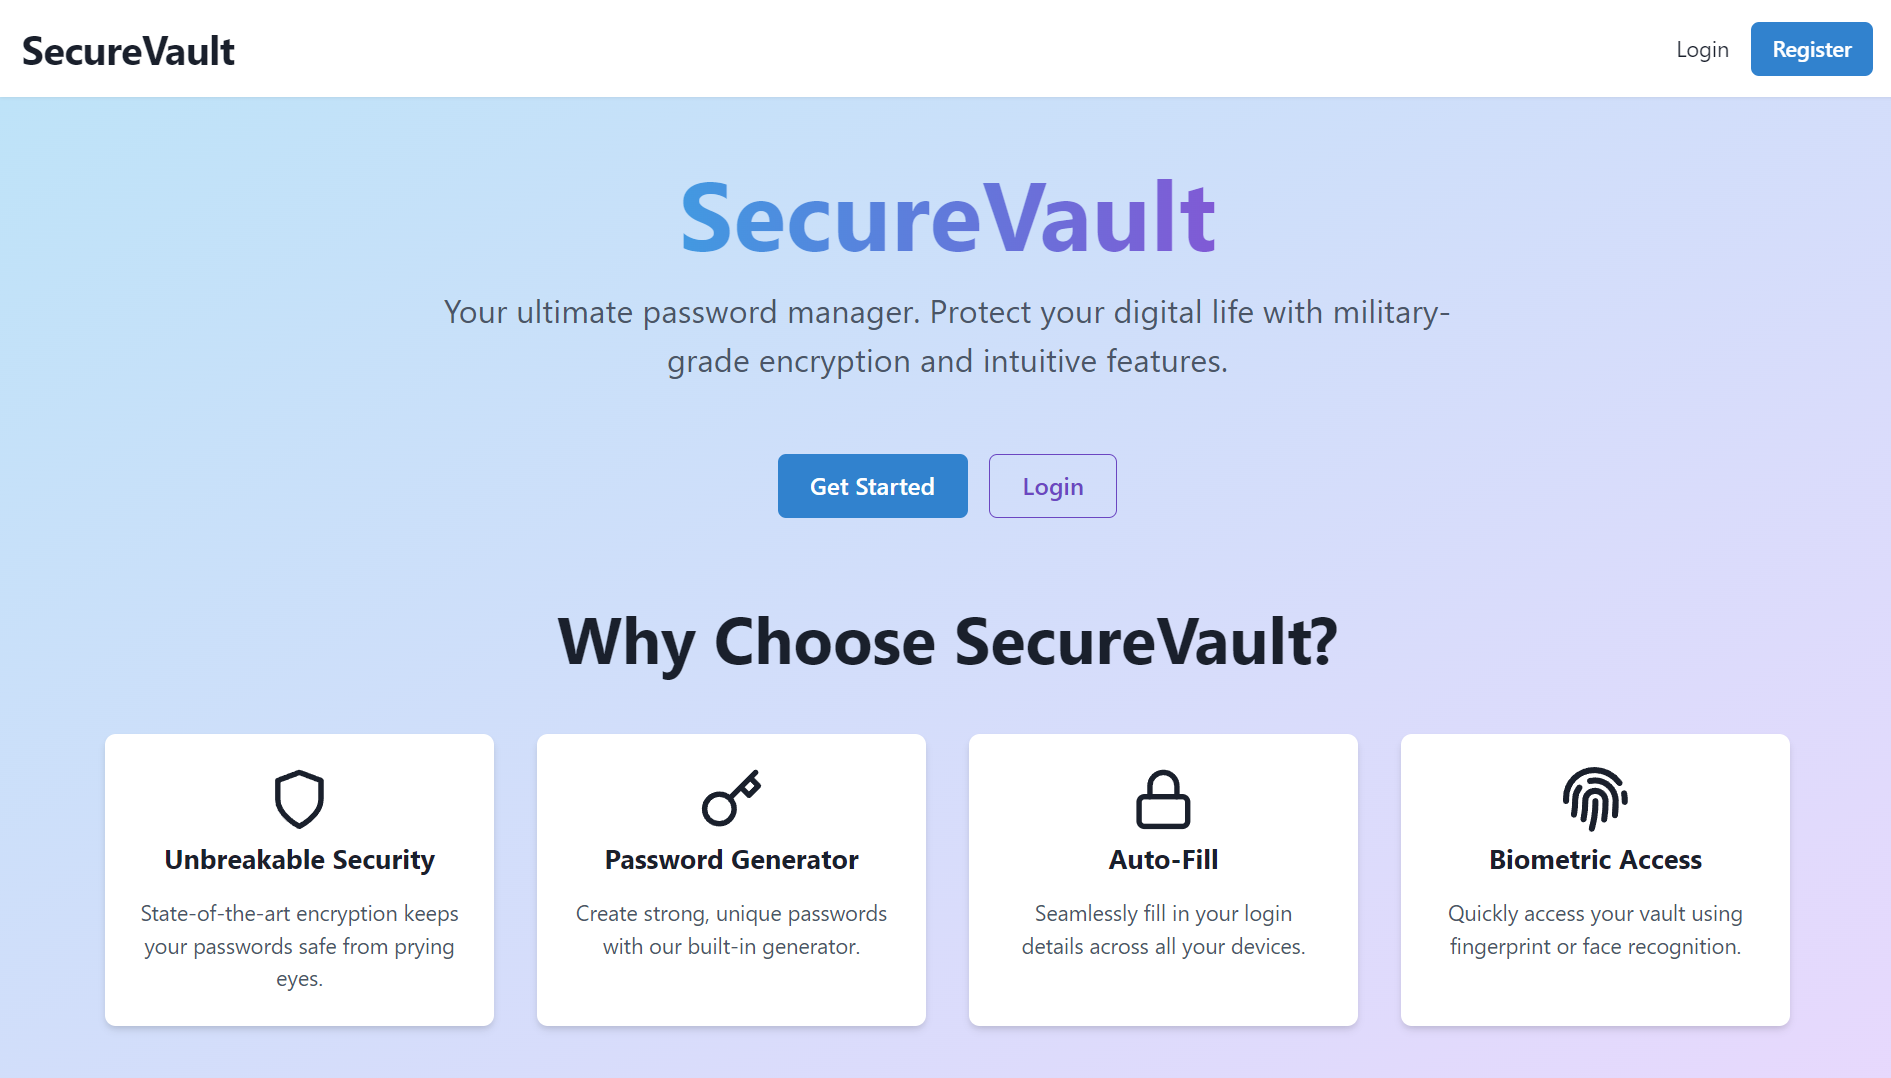 SecureVault
Login
Register
SecureVault
Your ultimate password manager. Protect your digital life with military-
grade encryption and intuitive features.
Get Started
Login
Why Choose SecureVault?
Unbreakable Security
State-of-the-art encryption keeps
your passwords safe from prying
eyes.
Password Generator
Create strong, unique passwords
with our built-in generator.
Auto-Fill
Seamlessly fill in your login
details across all your devices.
Biometric Access
Quickly access your vault using
fingerprint or face recognition.